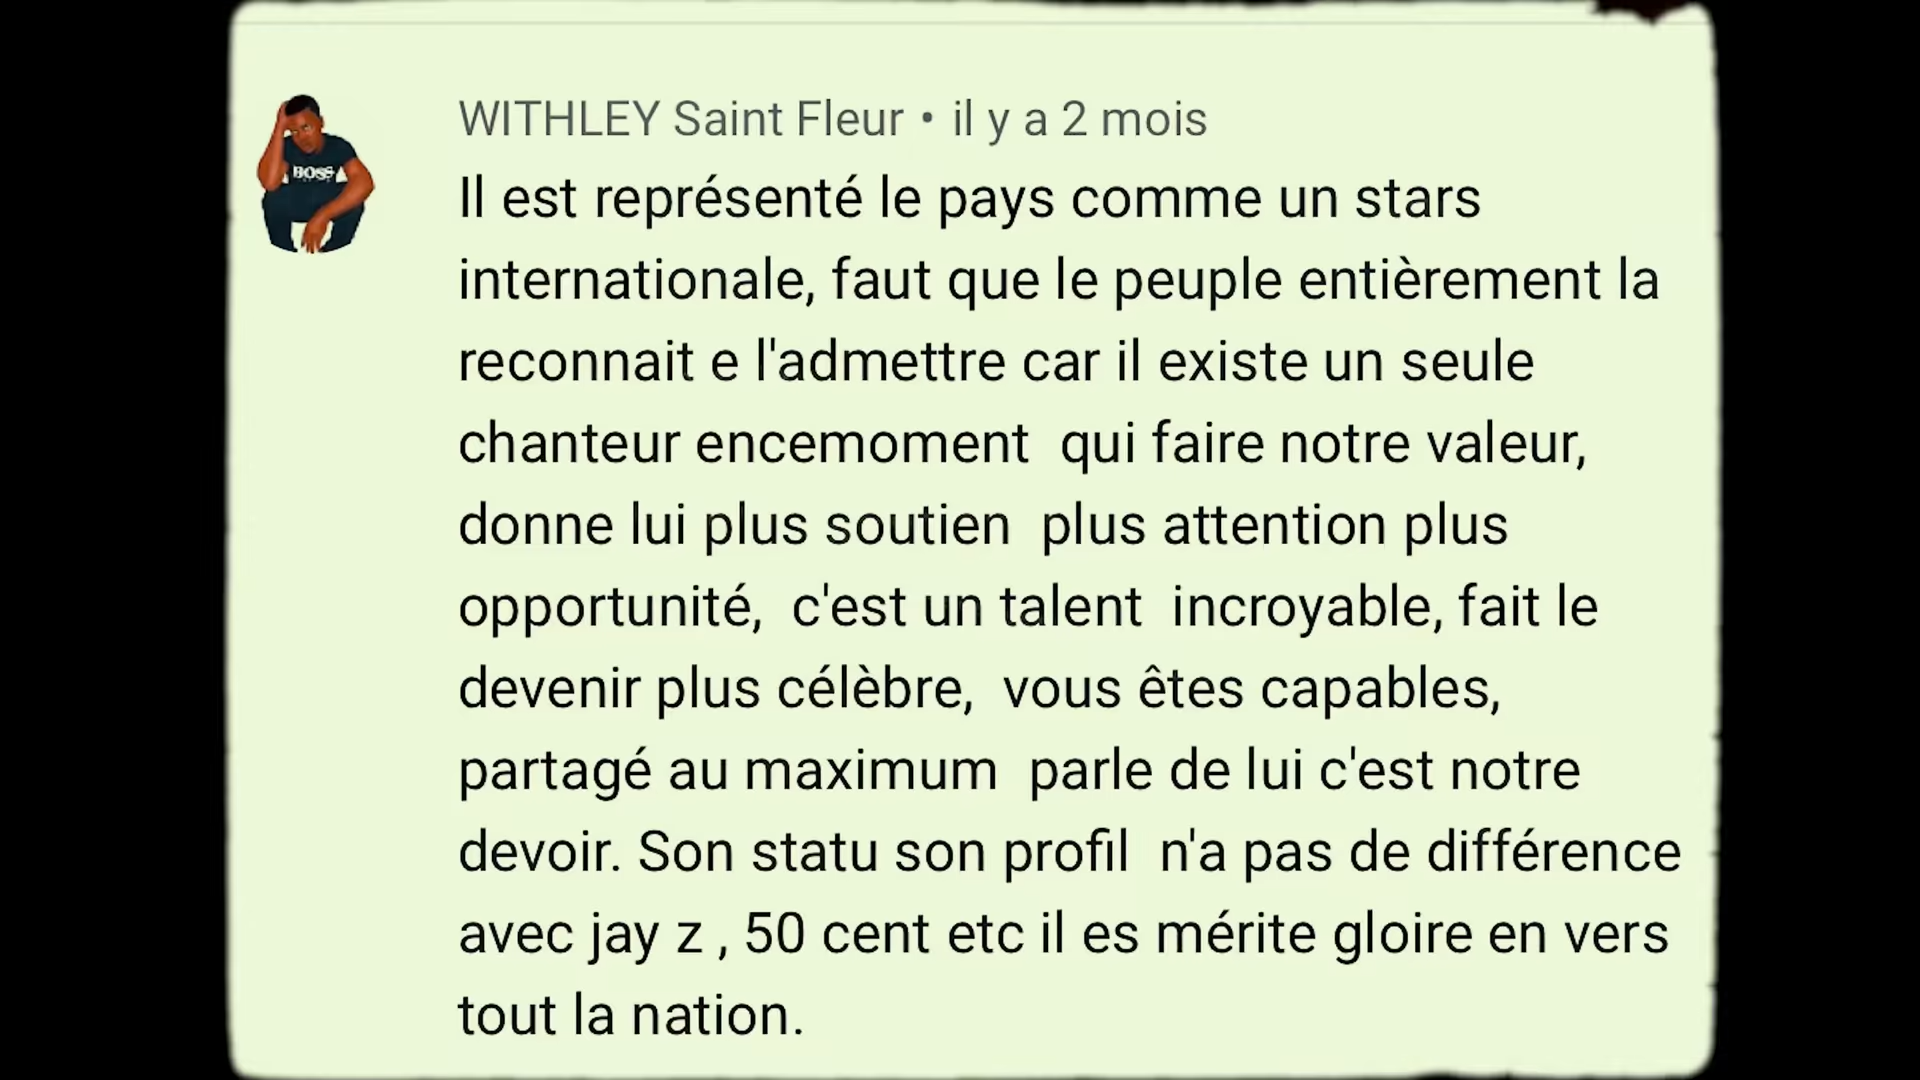 WITHLEY Saint Fleur • il y a 2 mois
BOSS
Il est représenté le pays comme un stars
internationale, faut que le peuple entièrement la
reconnait e l'admettre car il existe un seule
chanteur encemoment  qui faire notre valeur,
donne lui plus soutien  plus attention plus
opportunité,  c'est un talent  incroyable, fait le
devenir plus célèbre,  vous êtes capables,
partagé au maximum  parle de lui c'est notre
devoir. Son statu son profil  n'a pas de différence
avec jay z , 50 cent etc il es mérite gloire en vers
tout la nation.